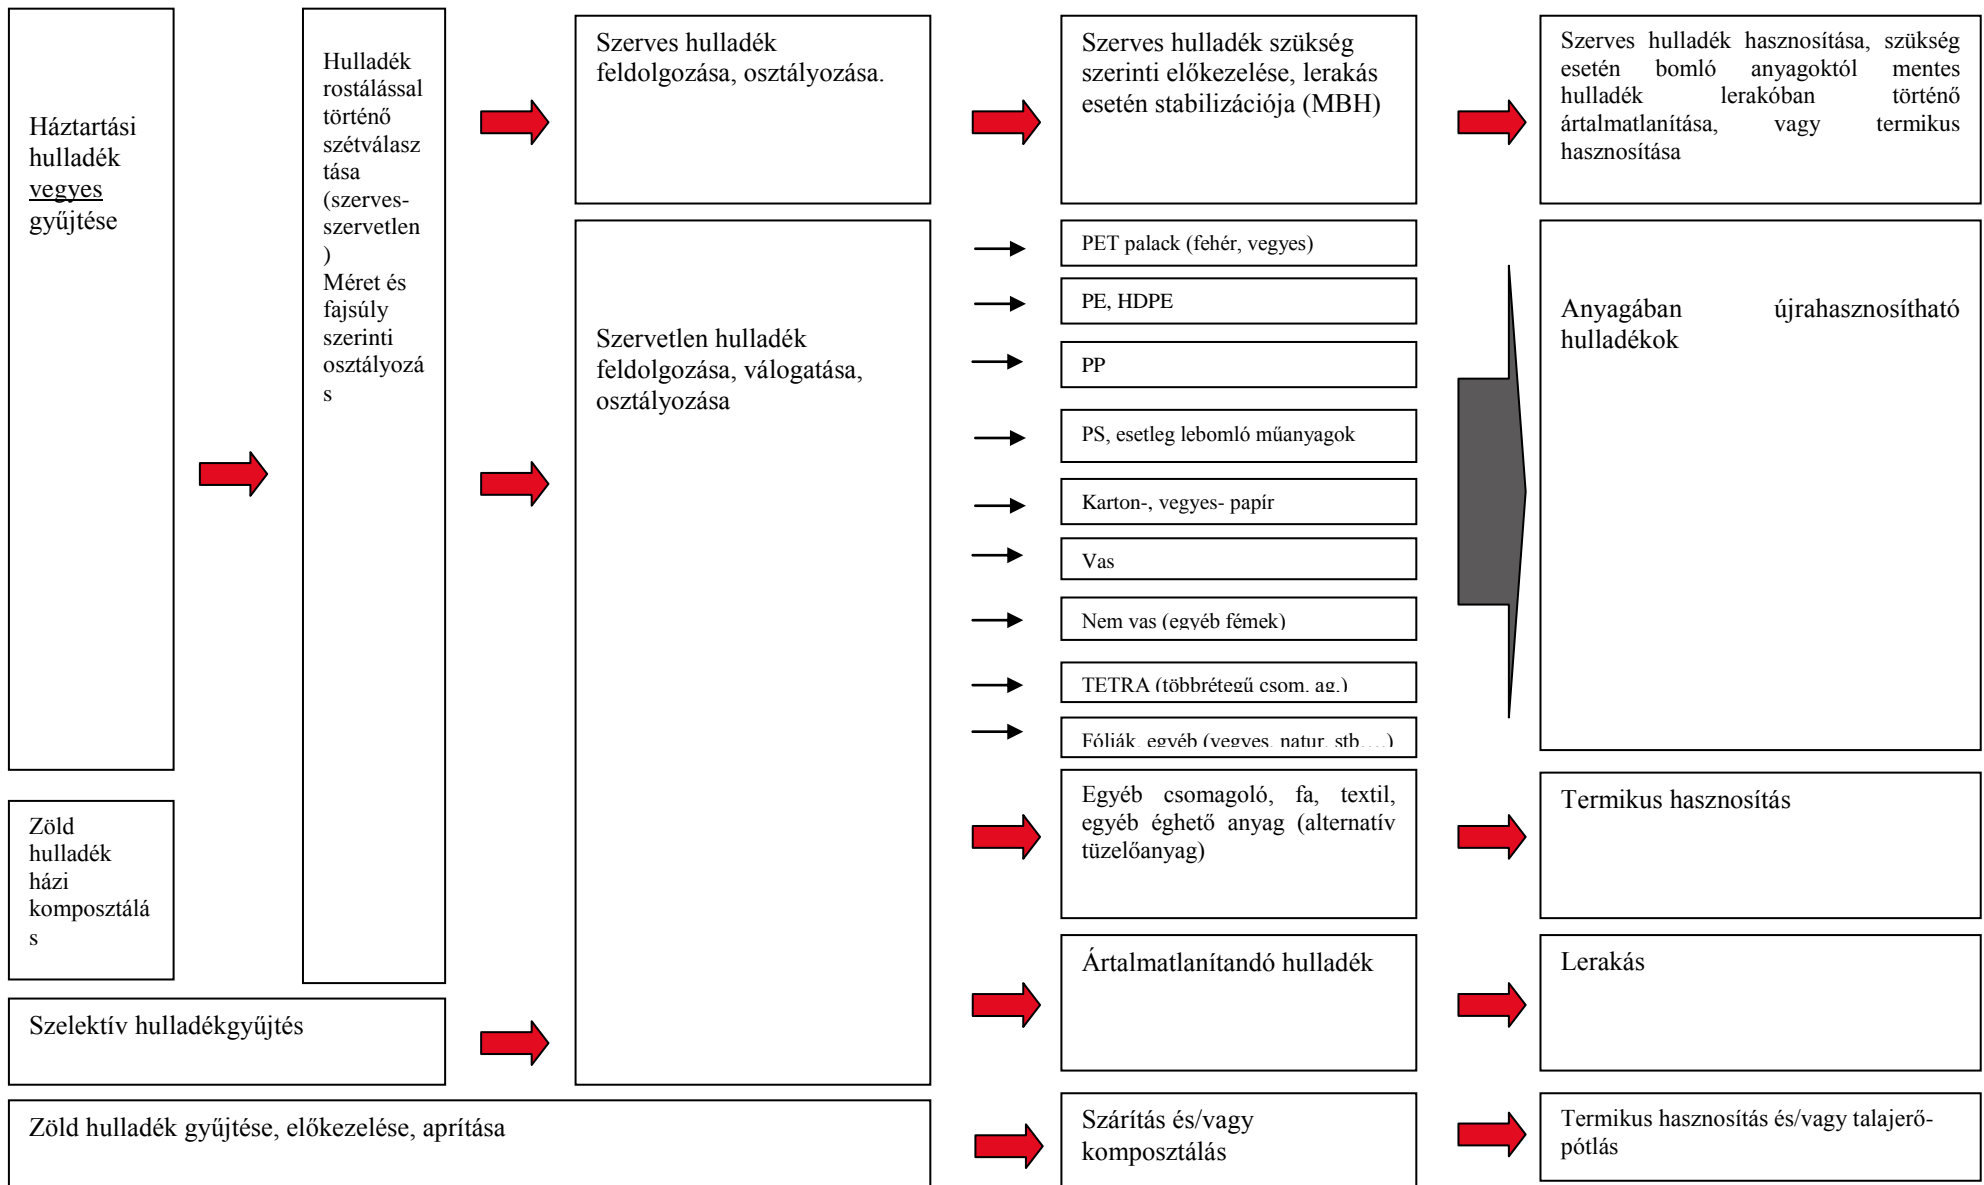 Háztartási
hulladék
vegyes
gyűjtése
Hulladék
rostálással
történő
szétválasz
tása
(szerves-
szervetlen
)
Méret és
fajsúly
szerinti
osztályozá
s
Szerves hulladék
feldolgozása, osztályozása.
Szerves hulladék szükség
szerinti előkezelése, lerakás
esetén stabilizációja (MBH)
Szerves hulladék hasznosítása, szükség
esetén bomló anyagoktól mentes
hulladék lerakóban történő
ártalmatlanítása, vagy termikus
hasznosítása
Szervetlen hulladék
feldolgozása, válogatása,
osztályozása
PET palack (fehér, vegyes)
PE, HDPE
PP
PS, esetleg lebomló műanyagok
Karton-, vegyes- papír
Vas
Nem vas (egyéb fémek)
TETRA (többrétegű csom. ag.)
Fóliák, egyéb (vegyes, natur, stb....)
Anyagában újrahasznosítható
hulladékok
Egyéb csomagoló, fa, textil,
egyéb éghető anyag (alternatív
tüzelőanyag)
Termikus hasznosítás
Zöld
hulladék
házi
komposztálá
s
Ártalmatlanítandó hulladék
Lerakás
Szelektív hulladékgyűjtés
Zöld hulladék gyűjtése, előkezelése, aprítása
Szárítás és/vagy
komposztálás
Termikus hasznosítás és/vagy talajerő-
pótlás